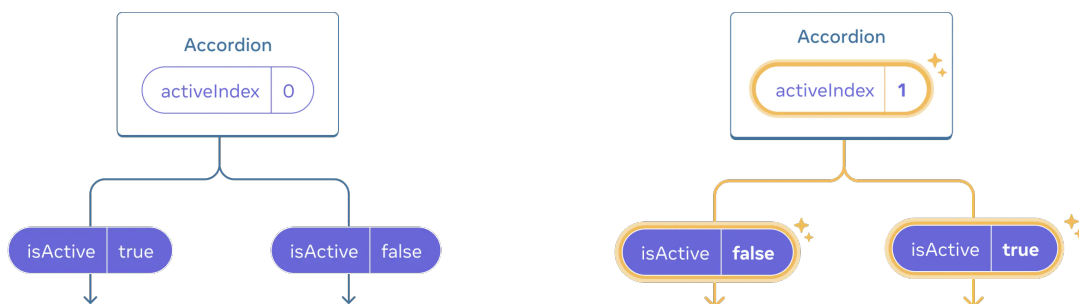 Accordion
activeIndex 0
isActive true
isActive false
Accordion
activeIndex 1
isActive false
isActive true